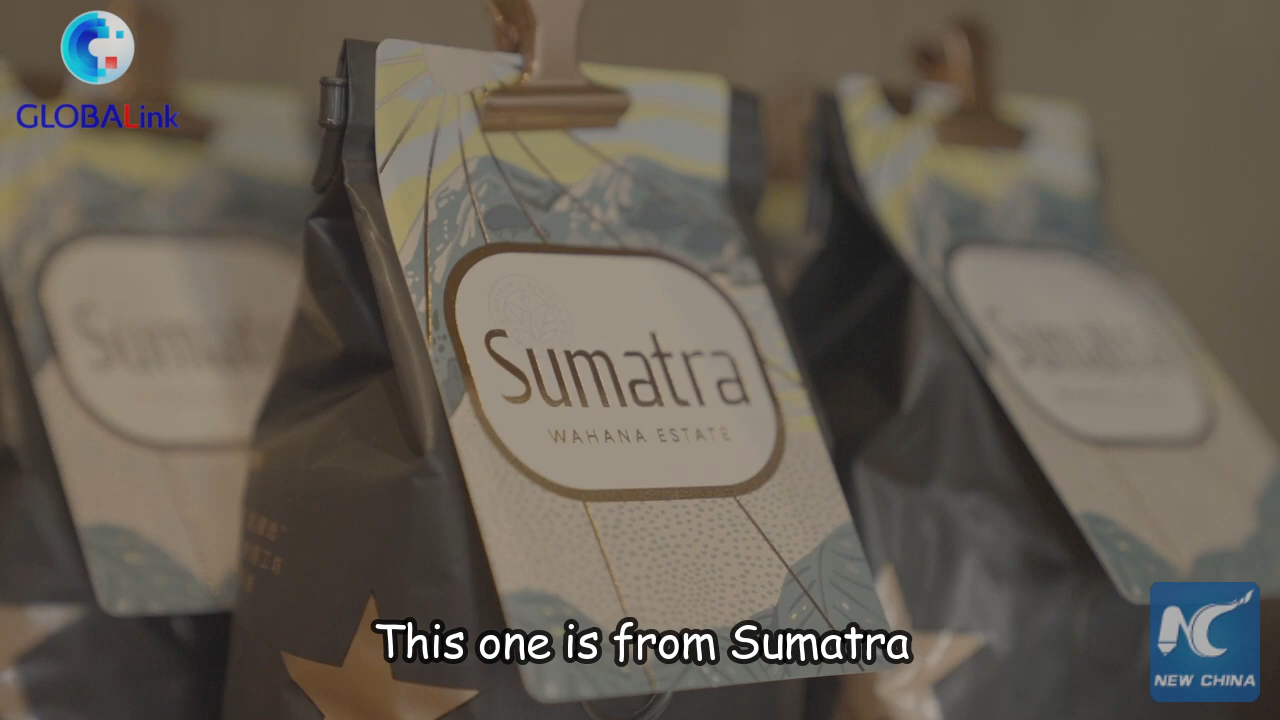 GLOBALink
Sumatra
WAHANA ESTATE
This one is from Sumatra
NEW CHINA